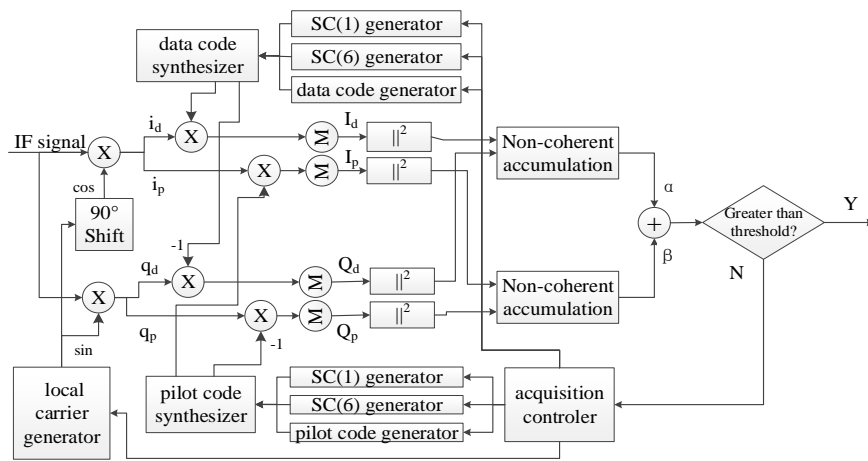 SC(1) generator
data code
synthesizer
SC(6) generator
data code generator
IF signal
X
i_d
X
M
I_d
||²
Non-coherent
accumulation
i_p
X
M
I_p
||²
cos
90°
Shift
α
+
Greater than
threshold?
Y
N
β
-1
q_d
X
M
Q_d
||²
Non-coherent
accumulation
X
q_p
X
M
Q_p
||²
-1
sin
local
carrier
generator
pilot code
synthesizer
SC(1) generator
SC(6) generator
pilot code generator
acquisition
controler